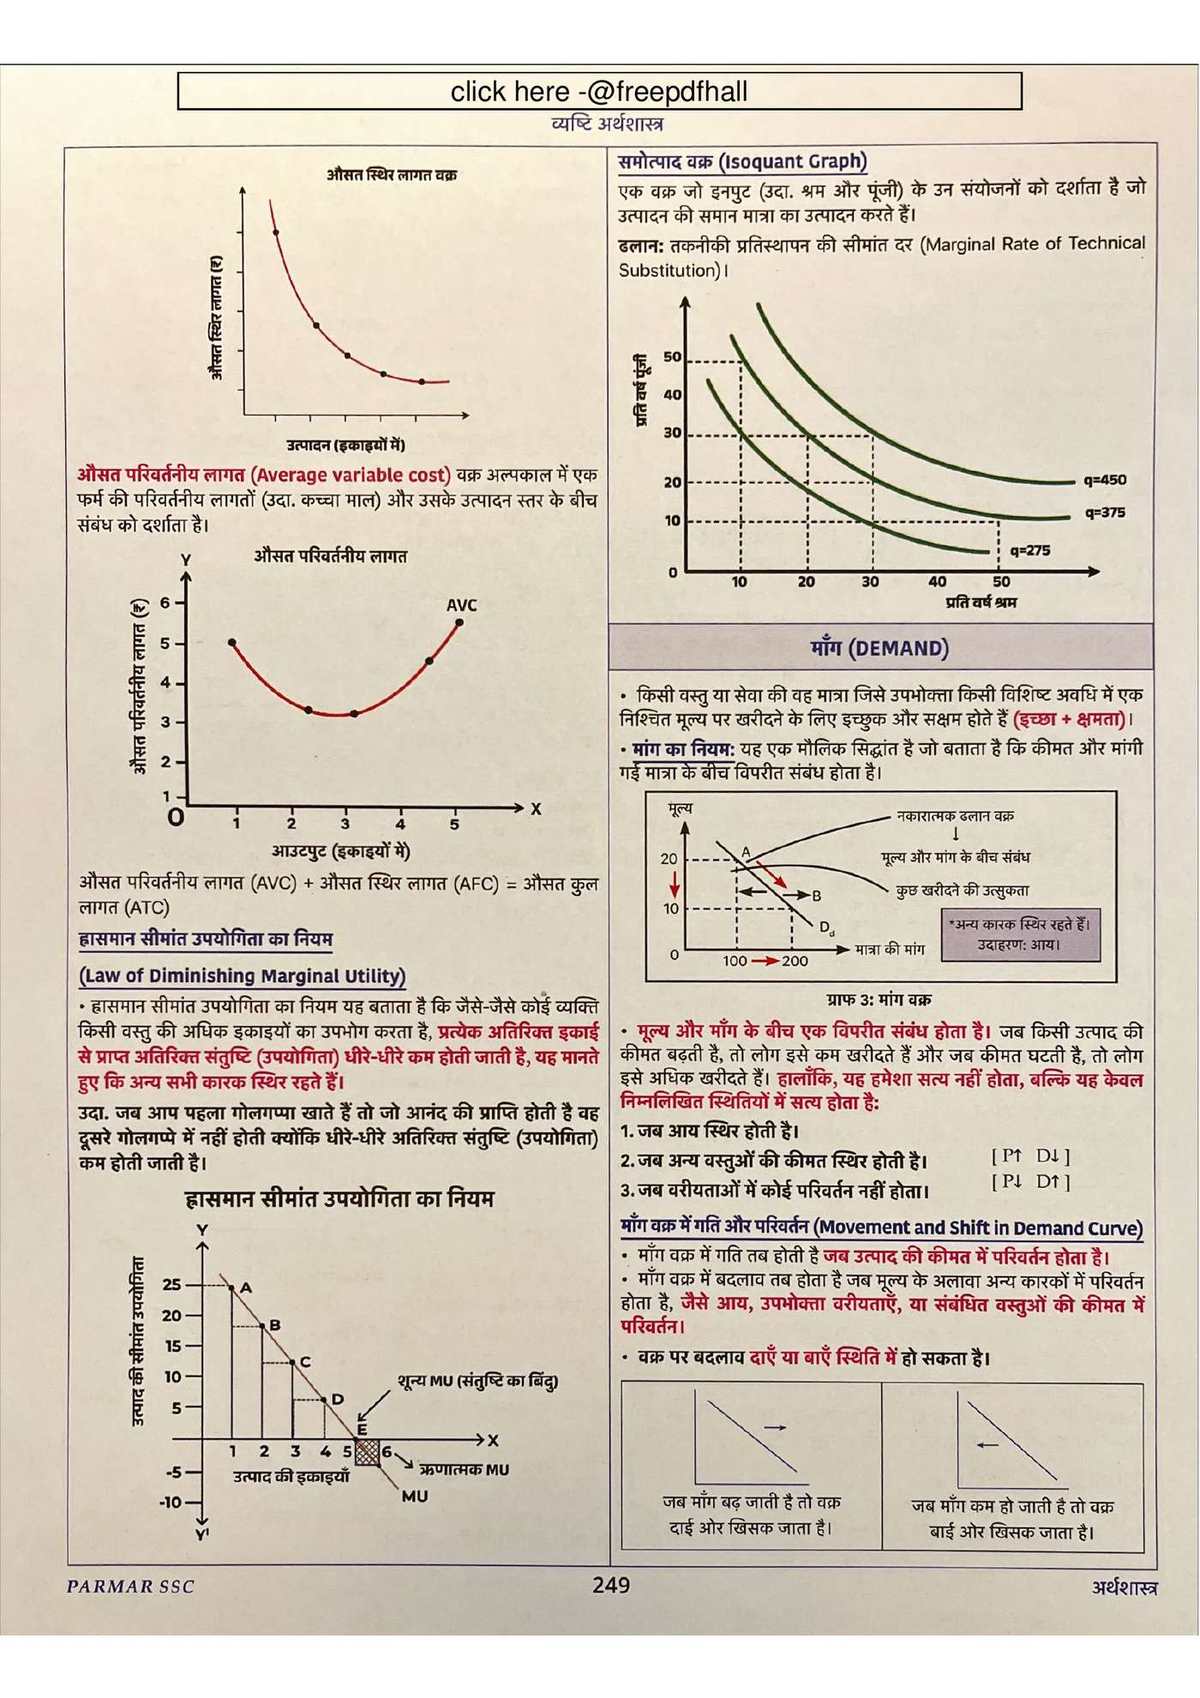 click here -@freepdfhall
व्यष्टि अर्थशास्त्र
औसत स्थिर लागत वक्र
औसत स्थिर लागत (₹)
उत्पादन (इकाइयों में)
औसत परिवर्तनीय लागत (Average variable cost) वक्र अल्पकाल में एक
फर्म की परिवर्तनीय लागतों (उदा. कच्चा माल) और उसके उत्पादन स्तर के बीच
संबंध को दर्शाता है।
औसत परिवर्तनीय लागत
Y
औसत परिवर्तनीय लागत (₹)
6
5
4
3
2
1
O
AVC
X
1 2 3 4 5
आउटपुट (इकाइयों में)
औसत परिवर्तनीय लागत (AVC) + औसत स्थिर लागत (AFC) = औसत कुल
लागत (ATC)
ह्रासमान सीमांत उपयोगिता का नियम
(Law of Diminishing Marginal Utility)
• ह्रासमान सीमांत उपयोगिता का नियम यह बताता है कि जैसे-जैसे कोई व्यक्ति
किसी वस्तु की अधिक इकाइयों का उपभोग करता है, प्रत्येक अतिरिक्त इकाई
से प्राप्त अतिरिक्त संतुष्टि (उपयोगिता) धीरे-धीरे कम होती जाती है, यह मानते
हुए कि अन्य सभी कारक स्थिर रहते हैं।
उदा. जब आप पहला गोलगप्पा खाते हैं तो जो आनंद की प्राप्ति होती है वह
दूसरे गोलगप्पे में नहीं होती क्योंकि धीरे-धीरे अतिरिक्त संतुष्टि (उपयोगिता)
कम होती जाती है।
ह्रासमान सीमांत उपयोगिता का नियम
Y
उत्पाद की सीमांत उपयोगिता
25
20
15
10
5
-5
-10
A
B
C
D
E
शून्य MU (संतुष्टि का बिंदु)
X
1 2 3 4 5 6
उत्पाद की इकाइयाँ
ऋणात्मक MU
MU
Y'
समोत्पाद वक्र (Isoquant Graph)
एक वक्र जो इनपुट (उदा. श्रम और पूंजी) के उन संयोजनों को दर्शाता है जो
उत्पादन की समान मात्रा का उत्पादन करते हैं।
ढलान: तकनीकी प्रतिस्थापन की सीमांत दर (Marginal Rate of Technical
Substitution)।
प्रति वर्ष पूंजी
50
40
30
20
10
0
q=450
q=375
q=275
10 20 30 40 50
प्रति वर्ष श्रम
माँग (DEMAND)
• किसी वस्तु या सेवा की वह मात्रा जिसे उपभोक्ता किसी विशिष्ट अवधि में एक
निश्चित मूल्य पर खरीदने के लिए इच्छुक और सक्षम होते हैं (इच्छा + क्षमता)।
• मांग का नियम: यह एक मौलिक सिद्धांत है जो बताता है कि कीमत और मांगी
गई मात्रा के बीच विपरीत संबंध होता है।
मूल्य
20
10
0
A
B
Dd
100 200
मात्रा की मांग
नकारात्मक ढलान वक्र
मूल्य और मांग के बीच संबंध
कुछ खरीदने की उत्सुकता
*अन्य कारक स्थिर रहते हैं।
उदाहरण: आय।
ग्राफ 3: मांग वक्र
• मूल्य और माँग के बीच एक विपरीत संबंध होता है। जब किसी उत्पाद की
कीमत बढ़ती है, तो लोग इसे कम खरीदते हैं और जब कीमत घटती है, तो लोग
इसे अधिक खरीदते हैं। हालाँकि, यह हमेशा सत्य नहीं होता, बल्कि यह केवल
निम्नलिखित स्थितियों में सत्य होता है:
1. जब आय स्थिर होती है।
2. जब अन्य वस्तुओं की कीमत स्थिर होती है। [ P↑ D↓ ]
3. जब वरीयताओं में कोई परिवर्तन नहीं होता। [ P↓ D↑ ]
माँग वक्र में गति और परिवर्तन (Movement and Shift in Demand Curve)
• माँग वक्र में गति तब होती है जब उत्पाद की कीमत में परिवर्तन होता है।
• माँग वक्र में बदलाव तब होता है जब मूल्य के अलावा अन्य कारकों में परिवर्तन
होता है, जैसे आय, उपभोक्ता वरीयताएँ, या संबंधित वस्तुओं की कीमत में
परिवर्तन।
• वक्र पर बदलाव दाएँ या बाएँ स्थिति में हो सकता है।
जब माँग बढ़ जाती है तो वक्र
दाई ओर खिसक जाता है।
जब माँग कम हो जाती है तो वक्र
बाई ओर खिसक जाता है।
PARMAR SSC
249
अर्थशास्त्र